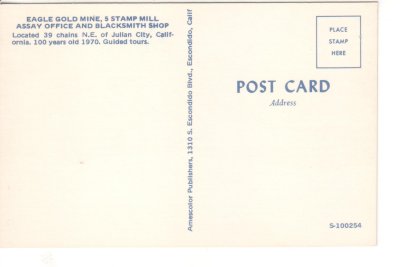 EAGLE GOLD MINE, 5 STAMP MILL
ASSAY OFFICE AND BLACKSMITH SHOP
Located 39 chains N.E. of Julian City, Calif-
ornia. 100 years old 1970. Guided tours.
Amescolor Publishers, 1310 S. Escondido Blvd., Escondido, Calif
PLACE
STAMP
HERE
POST CARD
Address
S-100254